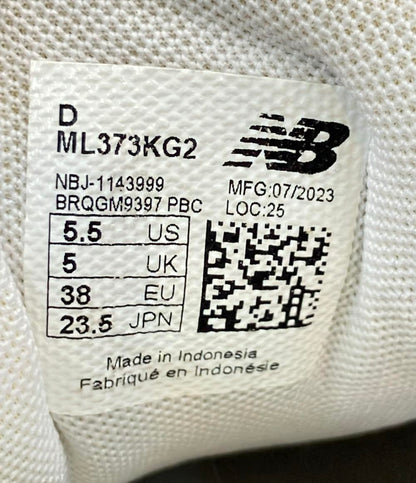 D
ML373KG2
NB
NBJ-1143999
BRQGM9397 PBC
MFG:07/2023
LOC:25
5.5 US
5 UK
38 EU
23.5 JPN
Made in Indonesia
Fabriqué en Indonésie